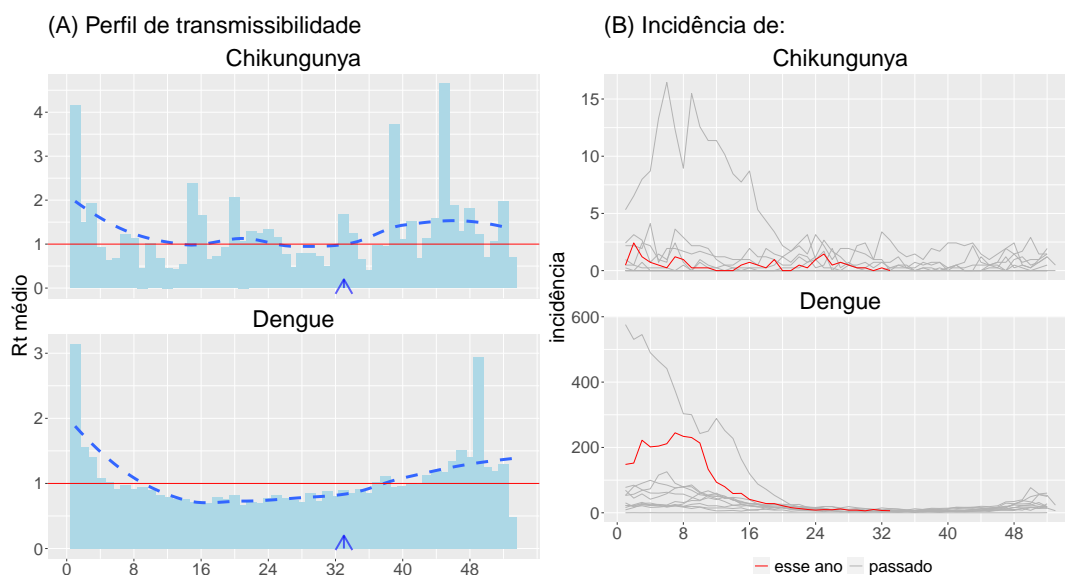 (A) Perfil de transmissibilidade
Chikungunya
4
3
2
1
0
Dengue
3
2
1
0
0 8 16 24 32 40 48
Rt médio
(B) Incidência de:
Chikungunya
15
10
5
0
Dengue
600
400
200
0
0 8 16 24 32 40 48
incidência
esse ano passado